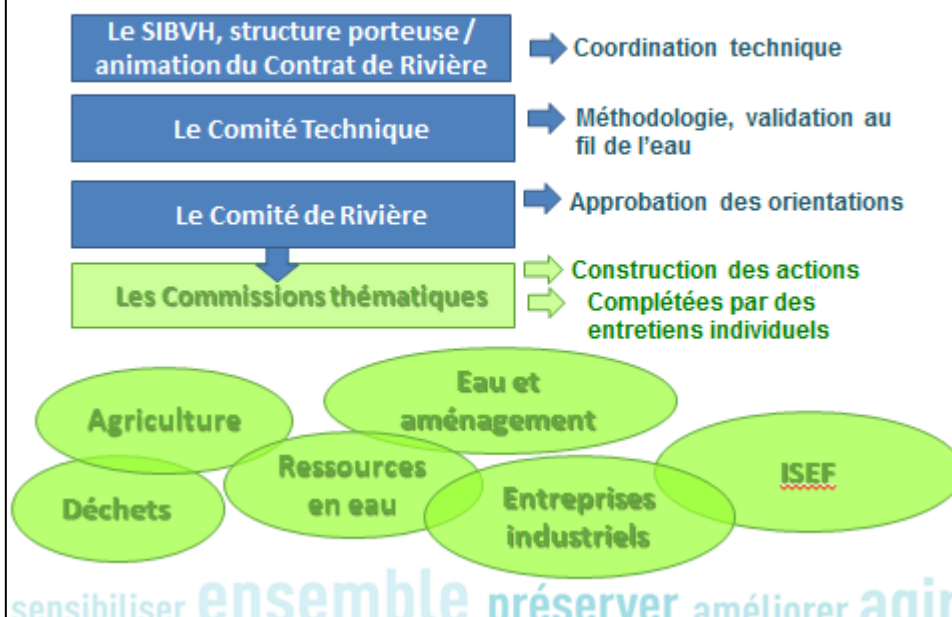 Le SIBVH, structure porteuse /
animation du Contrat de Rivière
Coordination technique
Le Comité Technique
Méthodologie, validation au
fil de l'eau
Le Comité de Rivière
Approbation des orientations
Les Commissions thématiques
Construction des actions
Complétées par des
entretiens individuels
Agriculture
Eau et
aménagement
Déchets
Ressources
en eau
Entreprises
industriels
ISEF
sensibiliser ensemble préserver améliorer agir